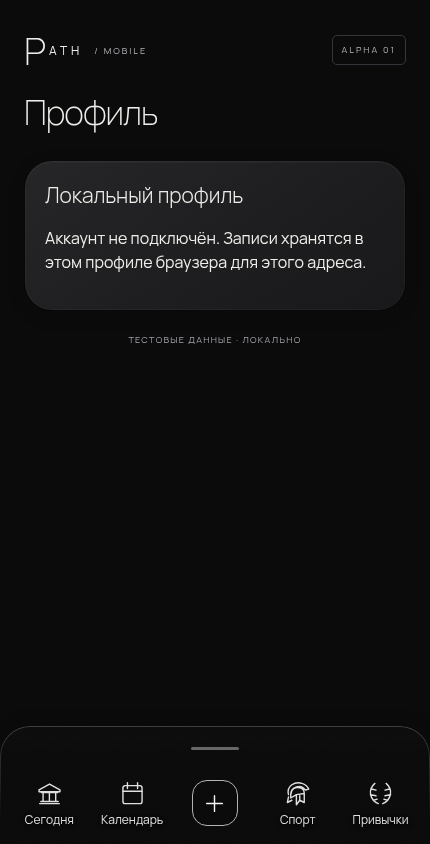 PATH / MOBILE
ALPHA 01
Профиль
Локальный профиль
Аккаунт не подключён. Записи хранятся в
этом профиле браузера для этого адреса.
ТЕСТОВЫЕ ДАННЫЕ · ЛОКАЛЬНО
Сегодня
Календарь
Спорт
Привычки